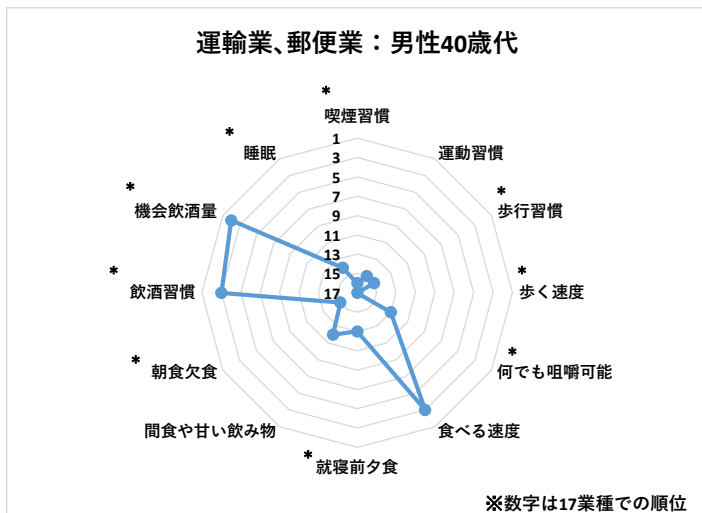 運輸業、郵便業：男性40歳代
*
喫煙習慣
運動習慣
*
歩行習慣
*
歩く速度
*
何でも咀嚼可能
食べる速度
*
就寝前夕食
間食や甘い飲み物
*
朝食欠食
*
飲酒習慣
*
機会飲酒量
*
睡眠
1
3
5
7
9
11
13
15
17
※数字は17業種での順位